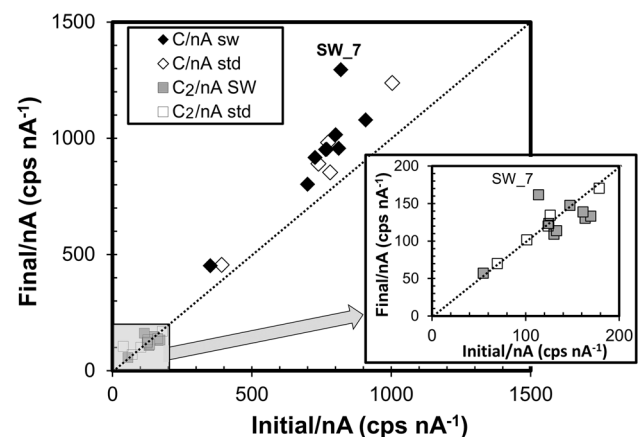 1500
1000
500
0
Final/nA (cps nA⁻¹)
C/nA sw
C/nA std
C₂/nA SW
C₂/nA std
SW_7
200
150
100
50
0
Final/nA (cps nA⁻¹)
SW_7
0 100 200
Initial/nA (cps nA⁻¹)
0 500 1000 1500
Initial/nA (cps nA⁻¹)